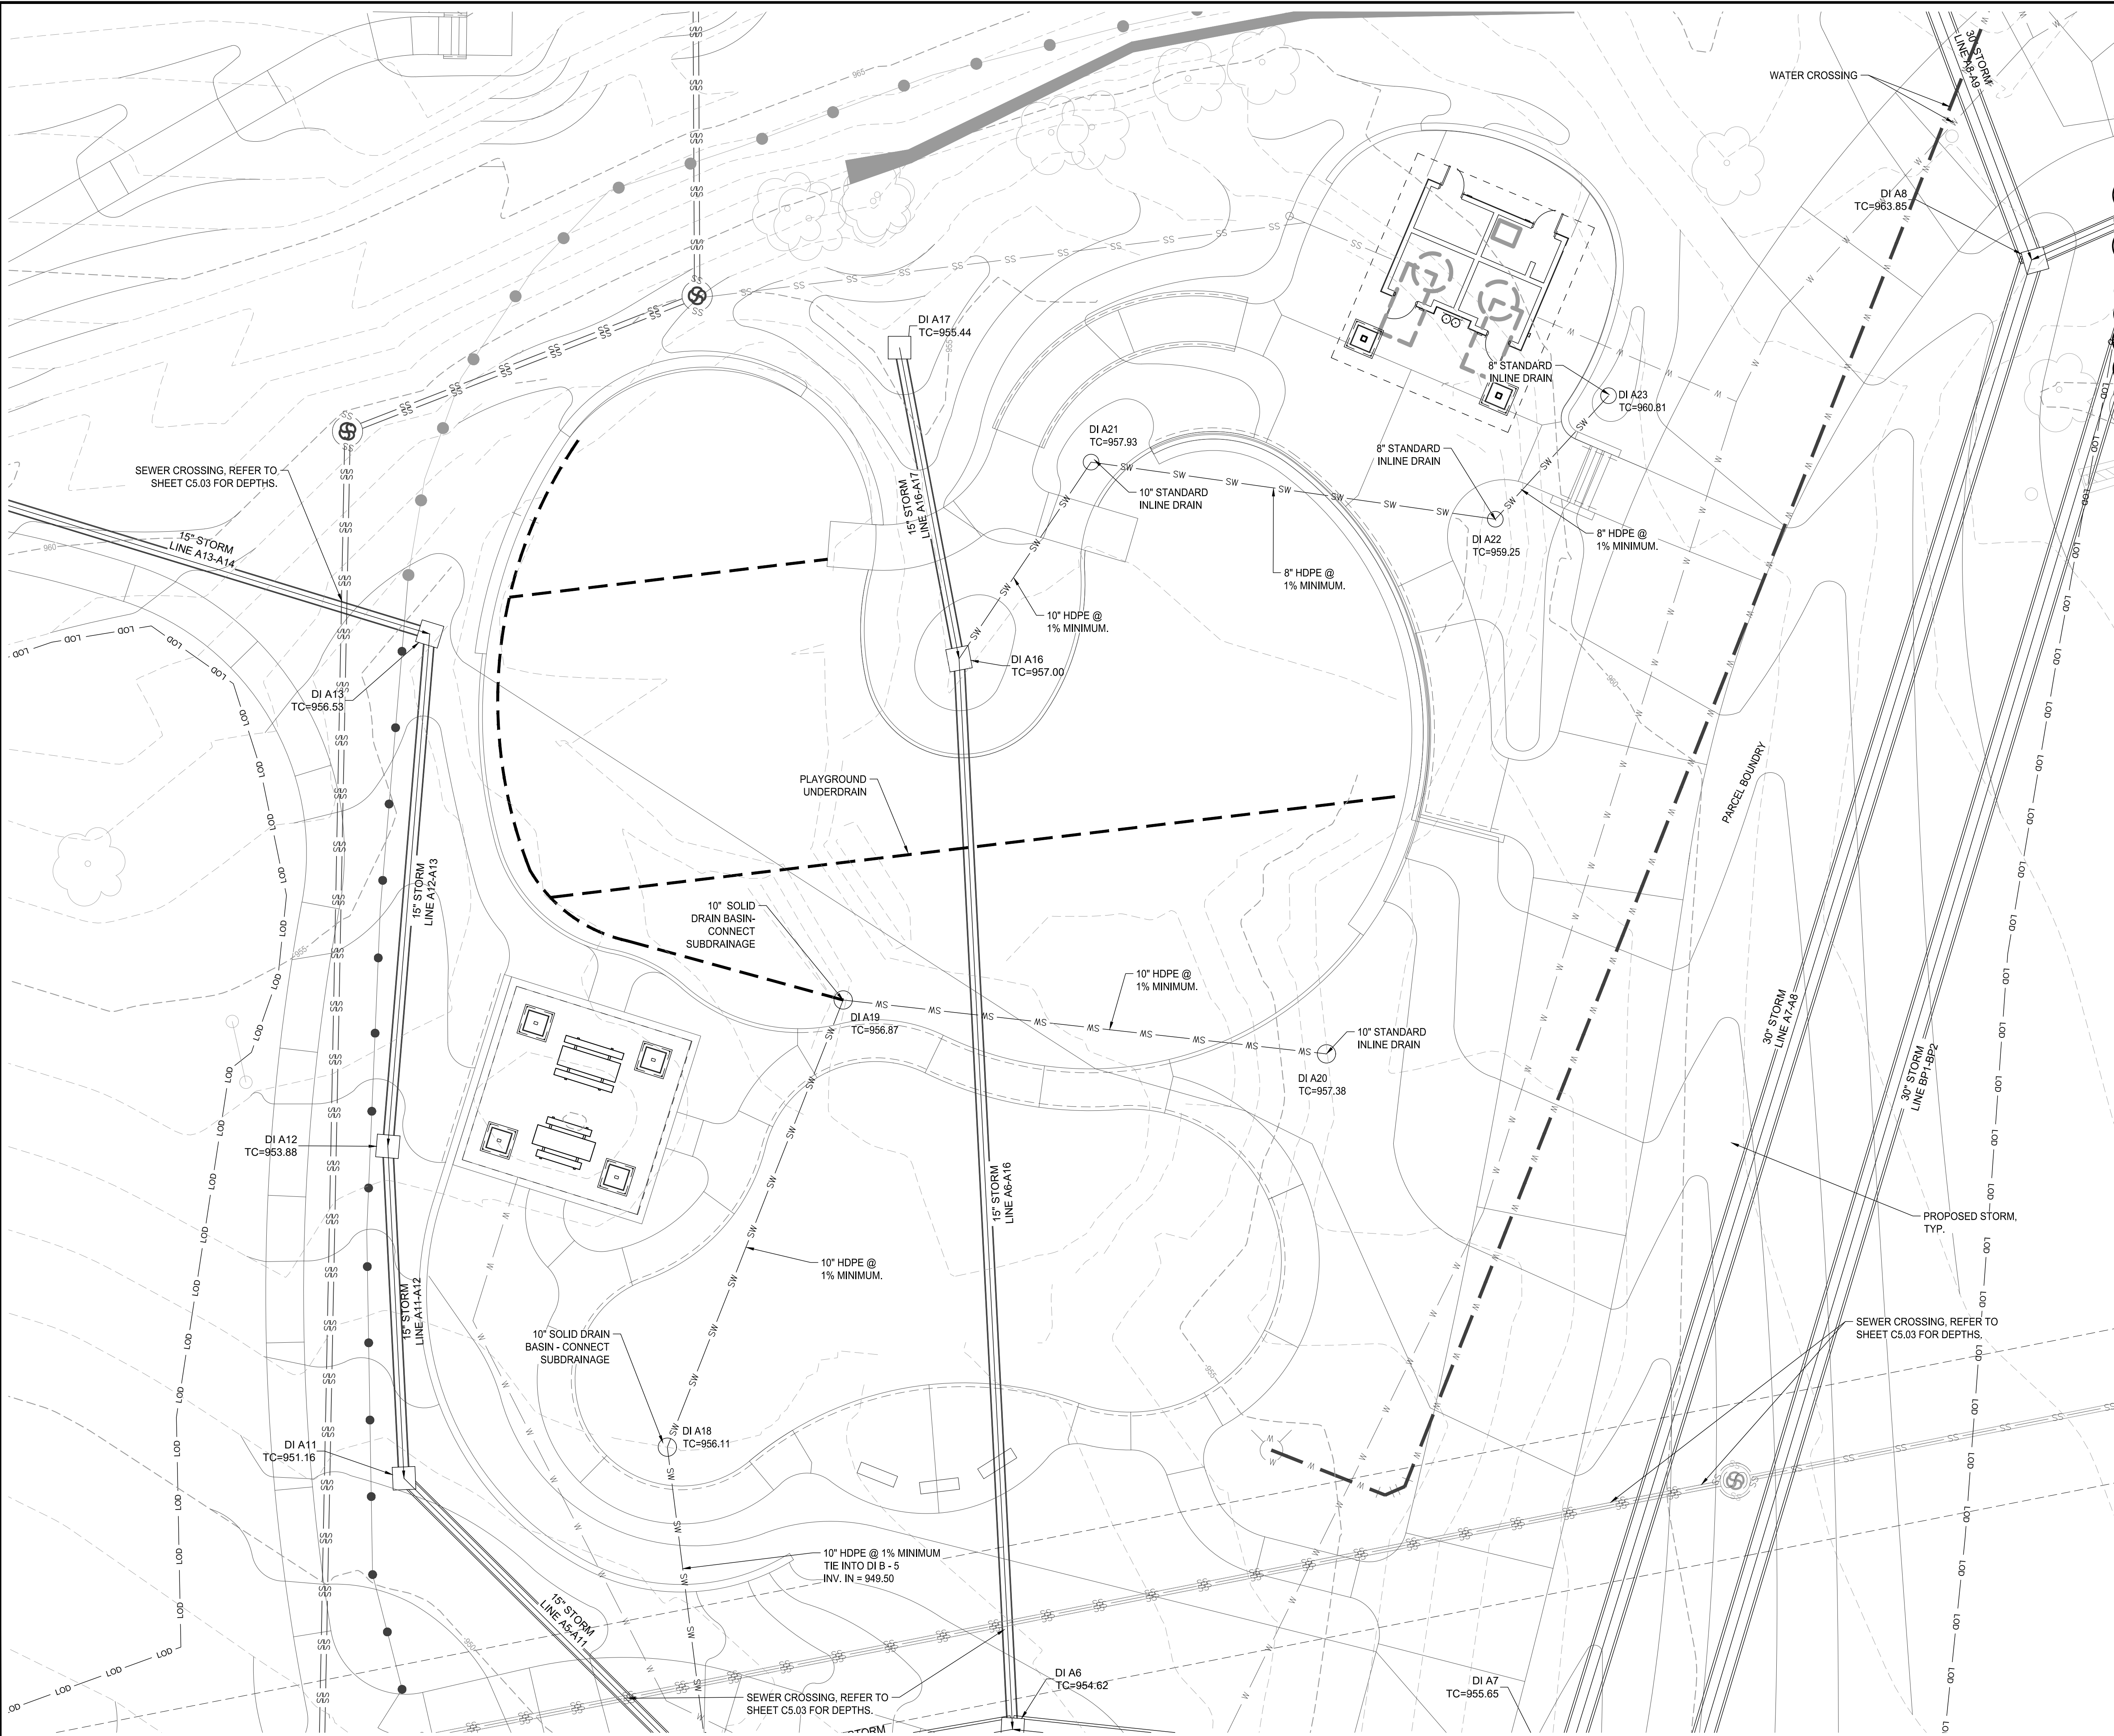 965
30" STORM
LINE A8-A9
WATER CROSSING
DI A8
TC=963.85
DI A17
TC=955.44
955
8" STANDARD
INLINE DRAIN
DI A23
TC=960.81
DI A21
TC=957.93
8" STANDARD
INLINE DRAIN
SEWER CROSSING, REFER TO
SHEET C5.03 FOR DEPTHS.
10" STANDARD
INLINE DRAIN
15" STORM
LINE A16-A17
15" STORM
LINE A13-A14
960
DI A22
TC=959.25
8" HDPE @
1% MINIMUM.
8" HDPE @
1% MINIMUM.
10" HDPE @
1% MINIMUM.
DI A16
TC=957.00
DI A13
TC=956.53
960
PLAYGROUND
UNDERDRAIN
PARCEL BOUNDRY
15" STORM
LINE A12-A13
10" SOLID
DRAIN BASIN-
CONNECT
SUBDRAINAGE
955
10" HDPE @
1% MINIMUM.
DI A19
TC=956.87
10" STANDARD
INLINE DRAIN
30" STORM
LINE A7-A8
30" STORM
LINE BP1-BP2
DI A20
TC=957.38
DI A12
TC=953.88
15" STORM
LINE A6-A16
PROPOSED STORM,
TYP.
10" HDPE @
1% MINIMUM.
15" STORM
LINE A11-A12
10" SOLID DRAIN
BASIN - CONNECT
SUBDRAINAGE
SEWER CROSSING, REFER TO
SHEET C5.03 FOR DEPTHS.
955
DI A18
TC=956.11
DI A11
TC=951.16
10" HDPE @ 1% MINIMUM
TIE INTO DI B - 5
INV. IN = 949.50
15" STORM
LINE A5-A11
950
DI A6
TC=954.62
DI A7
TC=955.65
SEWER CROSSING, REFER TO
SHEET C5.03 FOR DEPTHS.
STORM
SS
SW
W
LOD